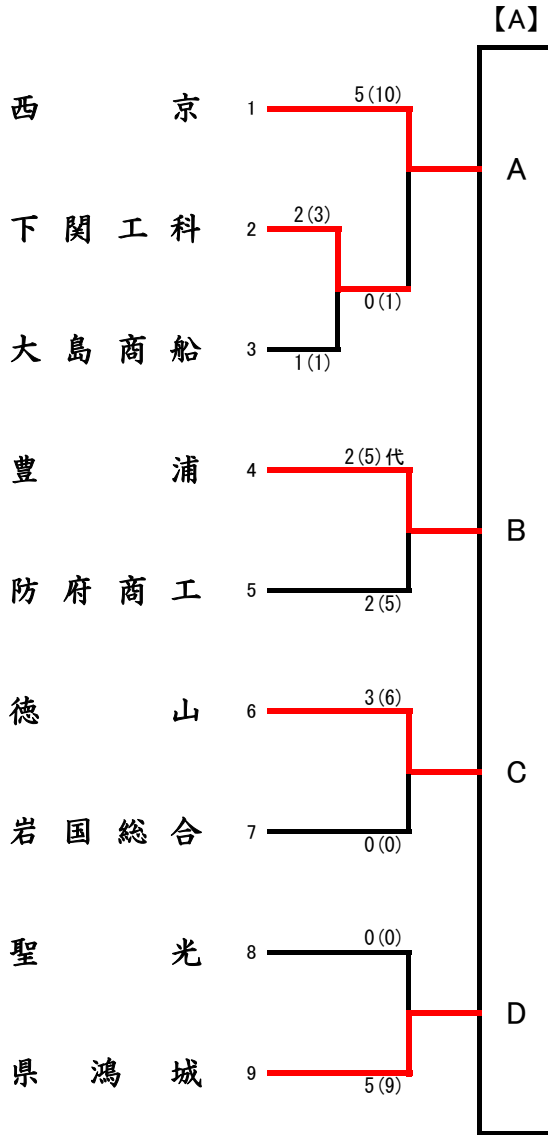 【A】
5(10)
西京 1
A
2(3)
下関工科 2
0(1)
大島商船 3
1(1)
2(5)代
豊浦 4
B
防府商工 5
2(5)
3(6)
徳山 6
C
岩国総合 7
0(0)
0(0)
聖光 8
D
県鴻城 9
5(9)